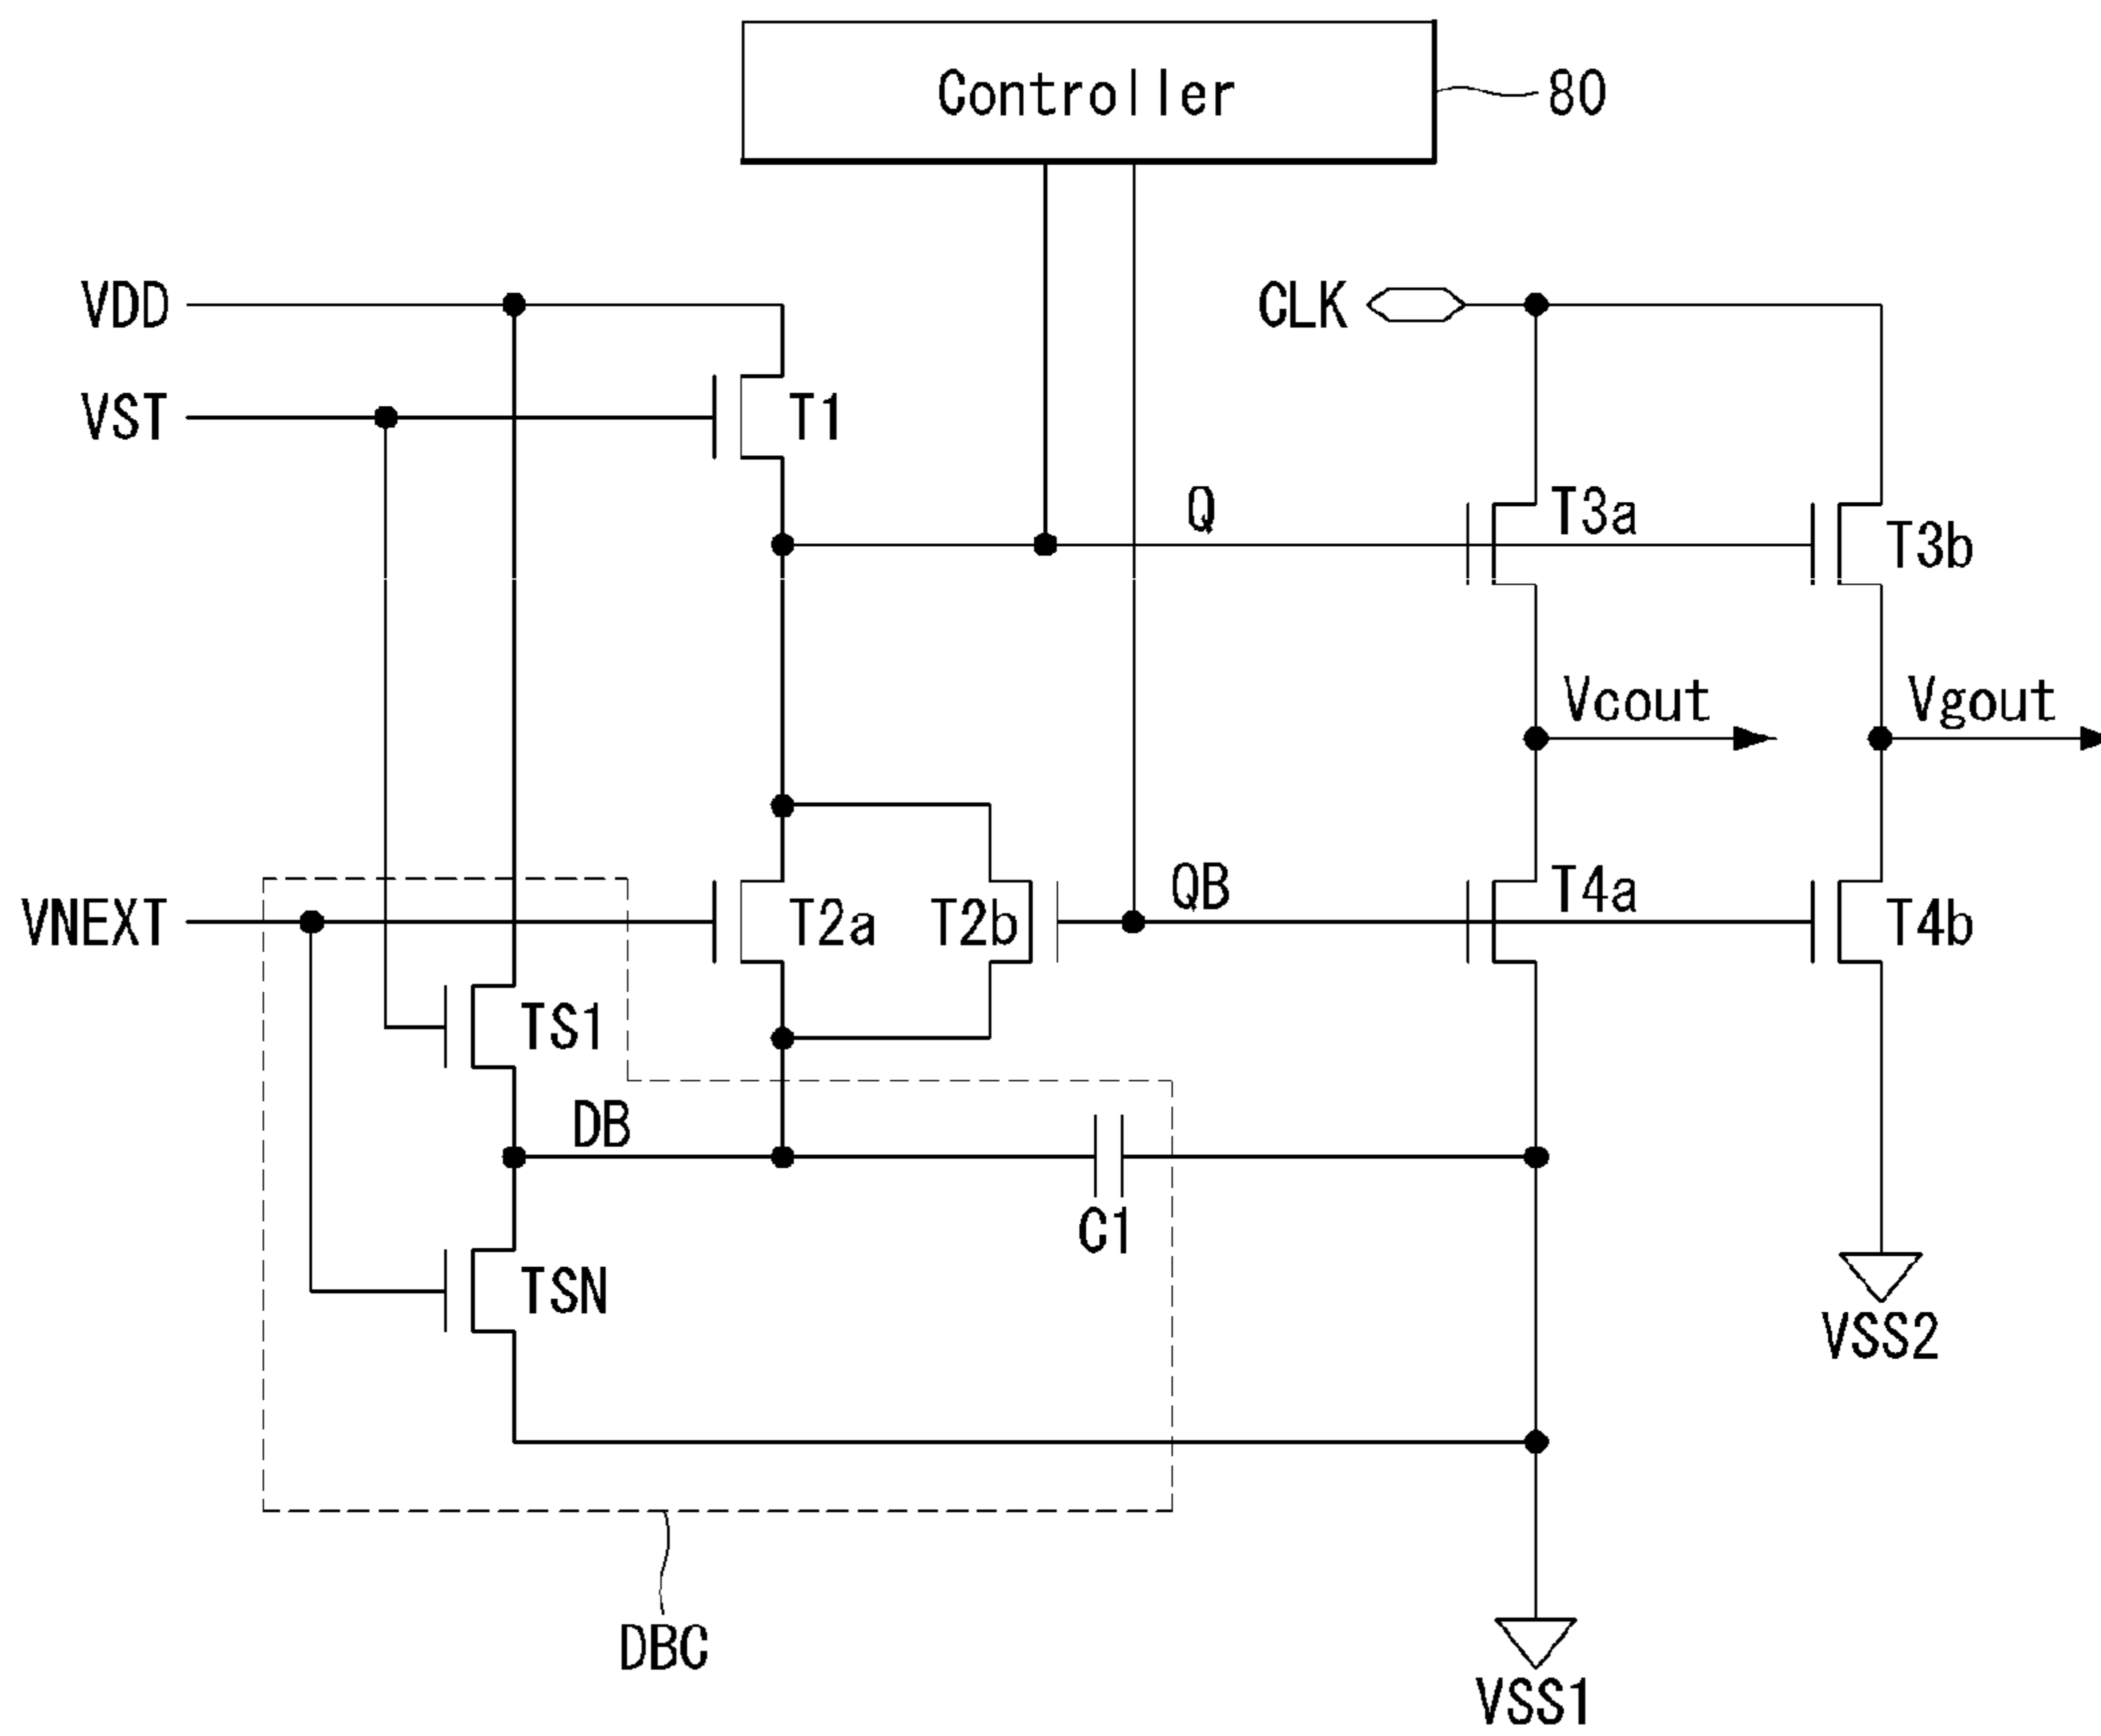 Controller
80
VDD
CLK
VST
T1
Q
T3a
T3b
Vcout
Vgout
VNEXT
T2a
T2b
QB
T4a
T4b
TS1
DB
C1
TSN
VSS2
DBC
VSS1